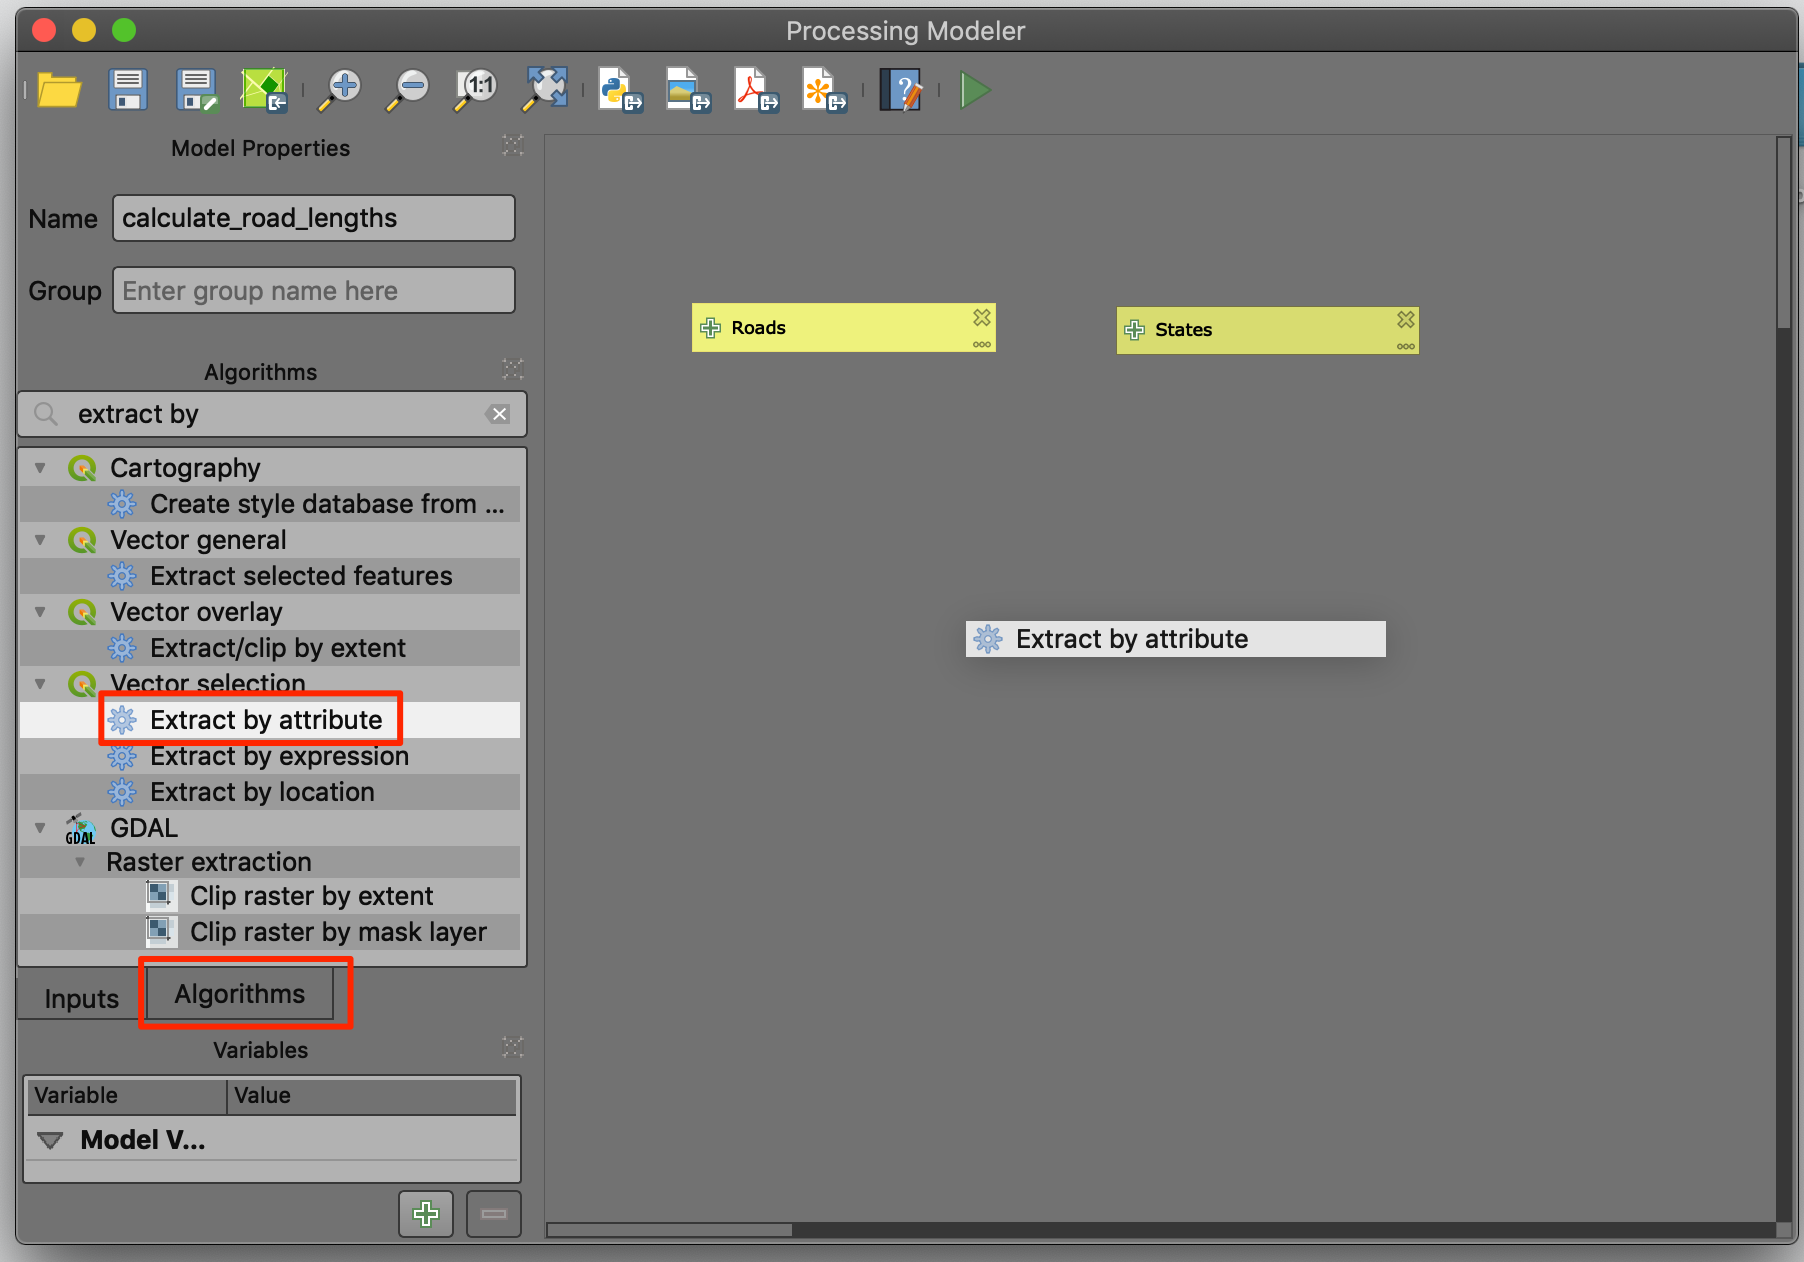 Processing Modeler
1:1
Model Properties
Name calculate_road_lengths
Group Enter group name here
Algorithms
extract by
Cartography
Create style database from ...
Vector general
Extract selected features
Vector overlay
Extract/clip by extent
Vector selection
Extract by attribute
Extract by expression
Extract by location
GDAL GDAL
Raster extraction
Clip raster by extent
Clip raster by mask layer
Inputs Algorithms
Variables
Variable Value
Model V...
Roads
States
Extract by attribute